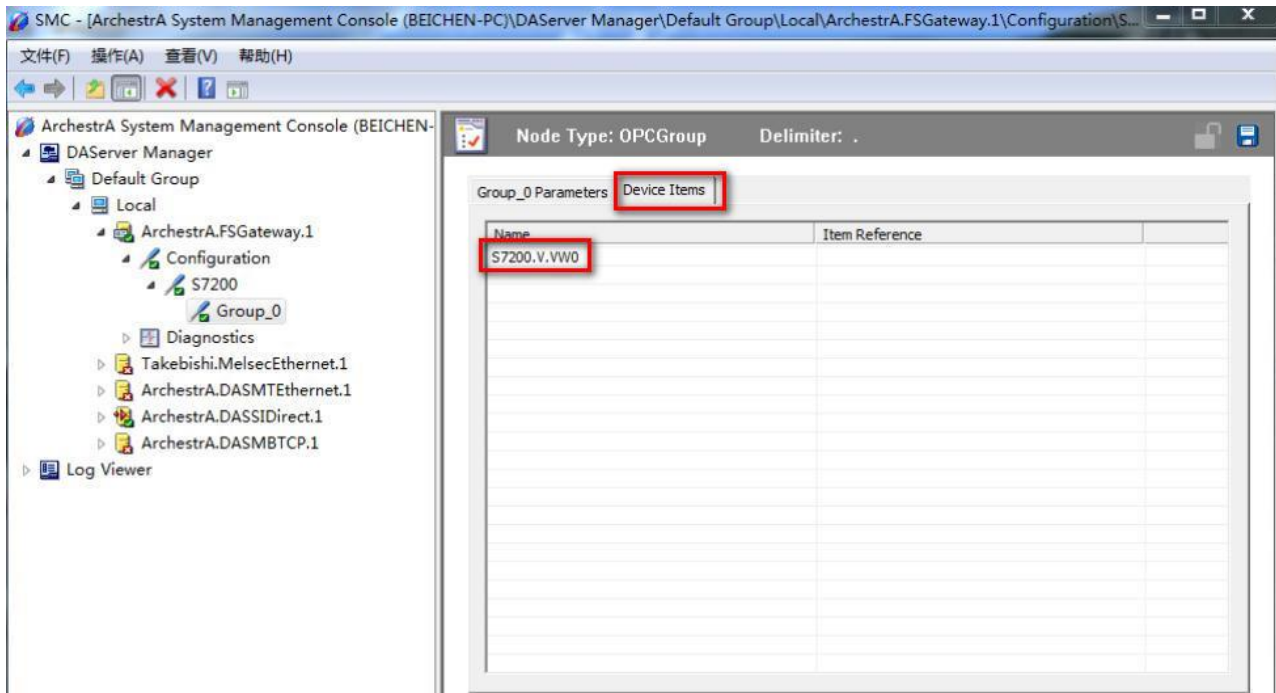 SMC - [ArchestrA System Management Console (BEICHEN-PC)\DAServer Manager\Default Group\Local\ArchestrA.FSGateway.1\Configuration\S...
文件(F) 操作(A) 查看(V) 帮助(H)
ArchestrA System Management Console (BEICHEN-
DAServer Manager
Default Group
Local
ArchestrA.FSGateway.1
Configuration
S7200
Group_0
Diagnostics
Takebishi.MelsecEthernet.1
ArchestrA.DASMTEthernet.1
ArchestrA.DASSIDirect.1
ArchestrA.DASMBTCP.1
Log Viewer
Node Type: OPCGroup Delimiter: .
Group_0 Parameters Device Items
Name Item Reference
S7200.V.VW0